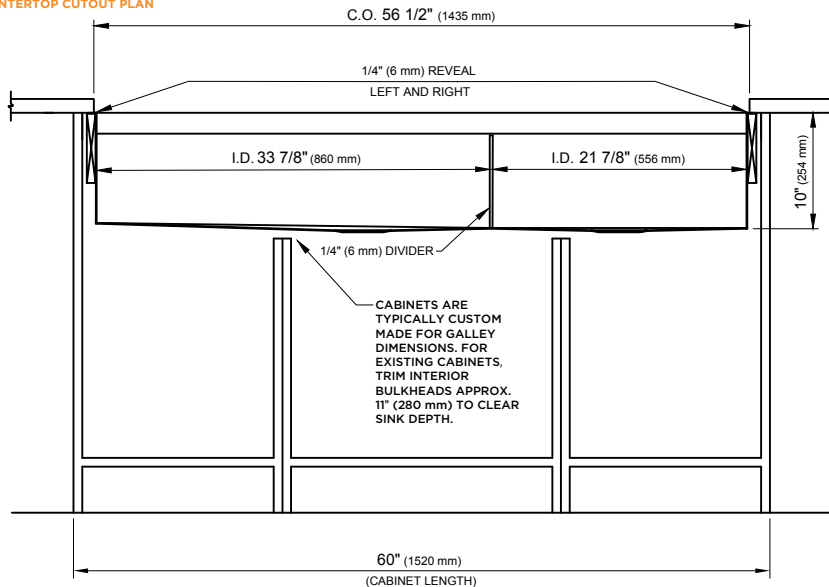 NTERTOP CUTOUT PLAN
C.O. 56 1/2" (1435 mm)
1/4" (6 mm) REVEAL
LEFT AND RIGHT
I.D. 33 7/8" (860 mm)
I.D. 21 7/8" (556 mm)
10" (254 mm)
1/4" (6 mm) DIVIDER
CABINETS ARE
TYPICALLY CUSTOM
MADE FOR GALLEY
DIMENSIONS. FOR
EXISTING CABINETS,
TRIM INTERIOR
BULKHEADS APPROX.
11" (280 mm) TO CLEAR
SINK DEPTH.
60" (1520 mm)
(CABINET LENGTH)